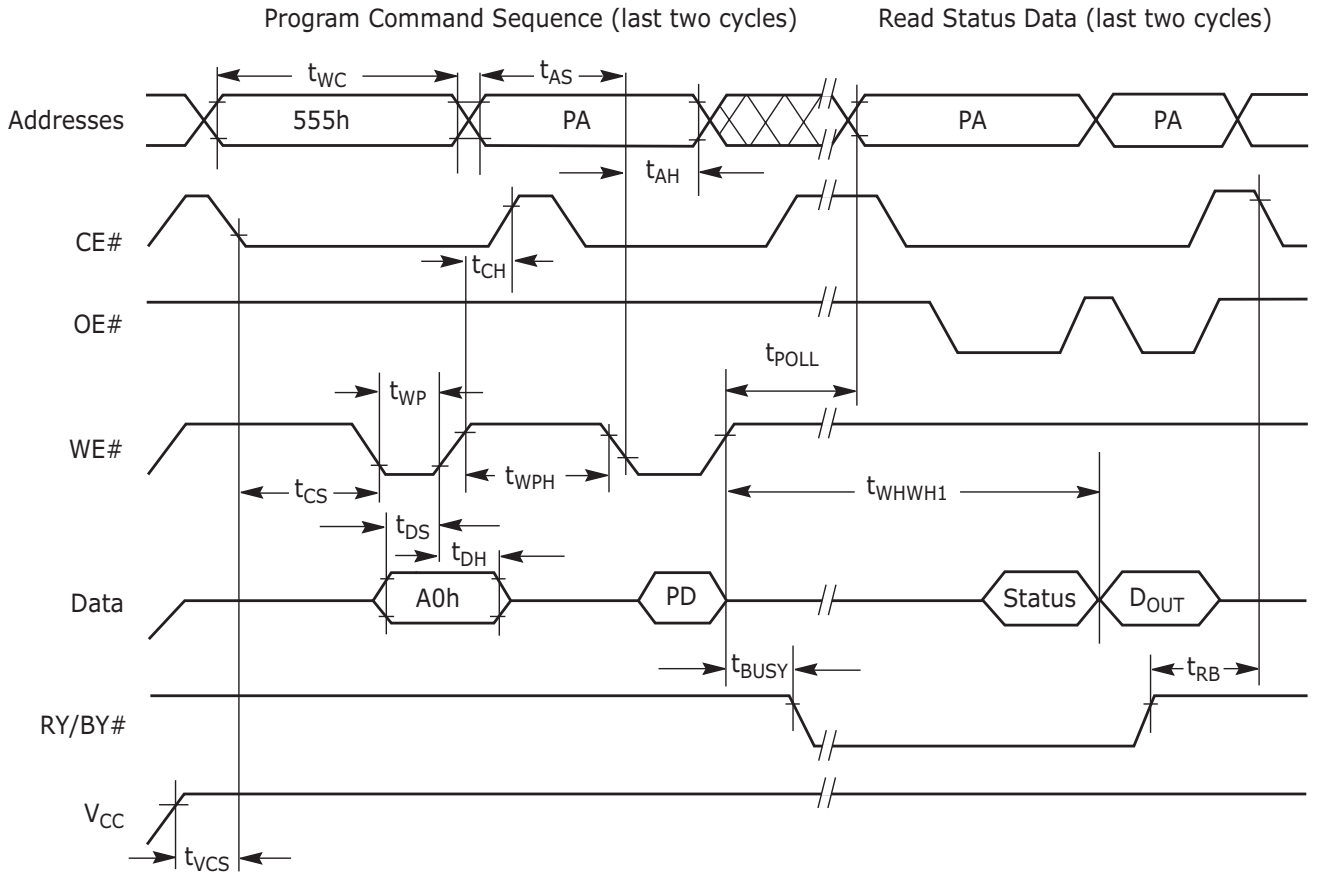 Program Command Sequence (last two cycles) Read Status Data (last two cycles)
tWC tAS
Addresses 555h PA PA PA
tAH
CE#
tCH
OE#
tPOLL
tWP
WE#
tCS tWPH tWHWH1
tDS
tDH
Data A0h PD Status DOUT
tBUSY tRB
RY/BY#
VCC
tVCS